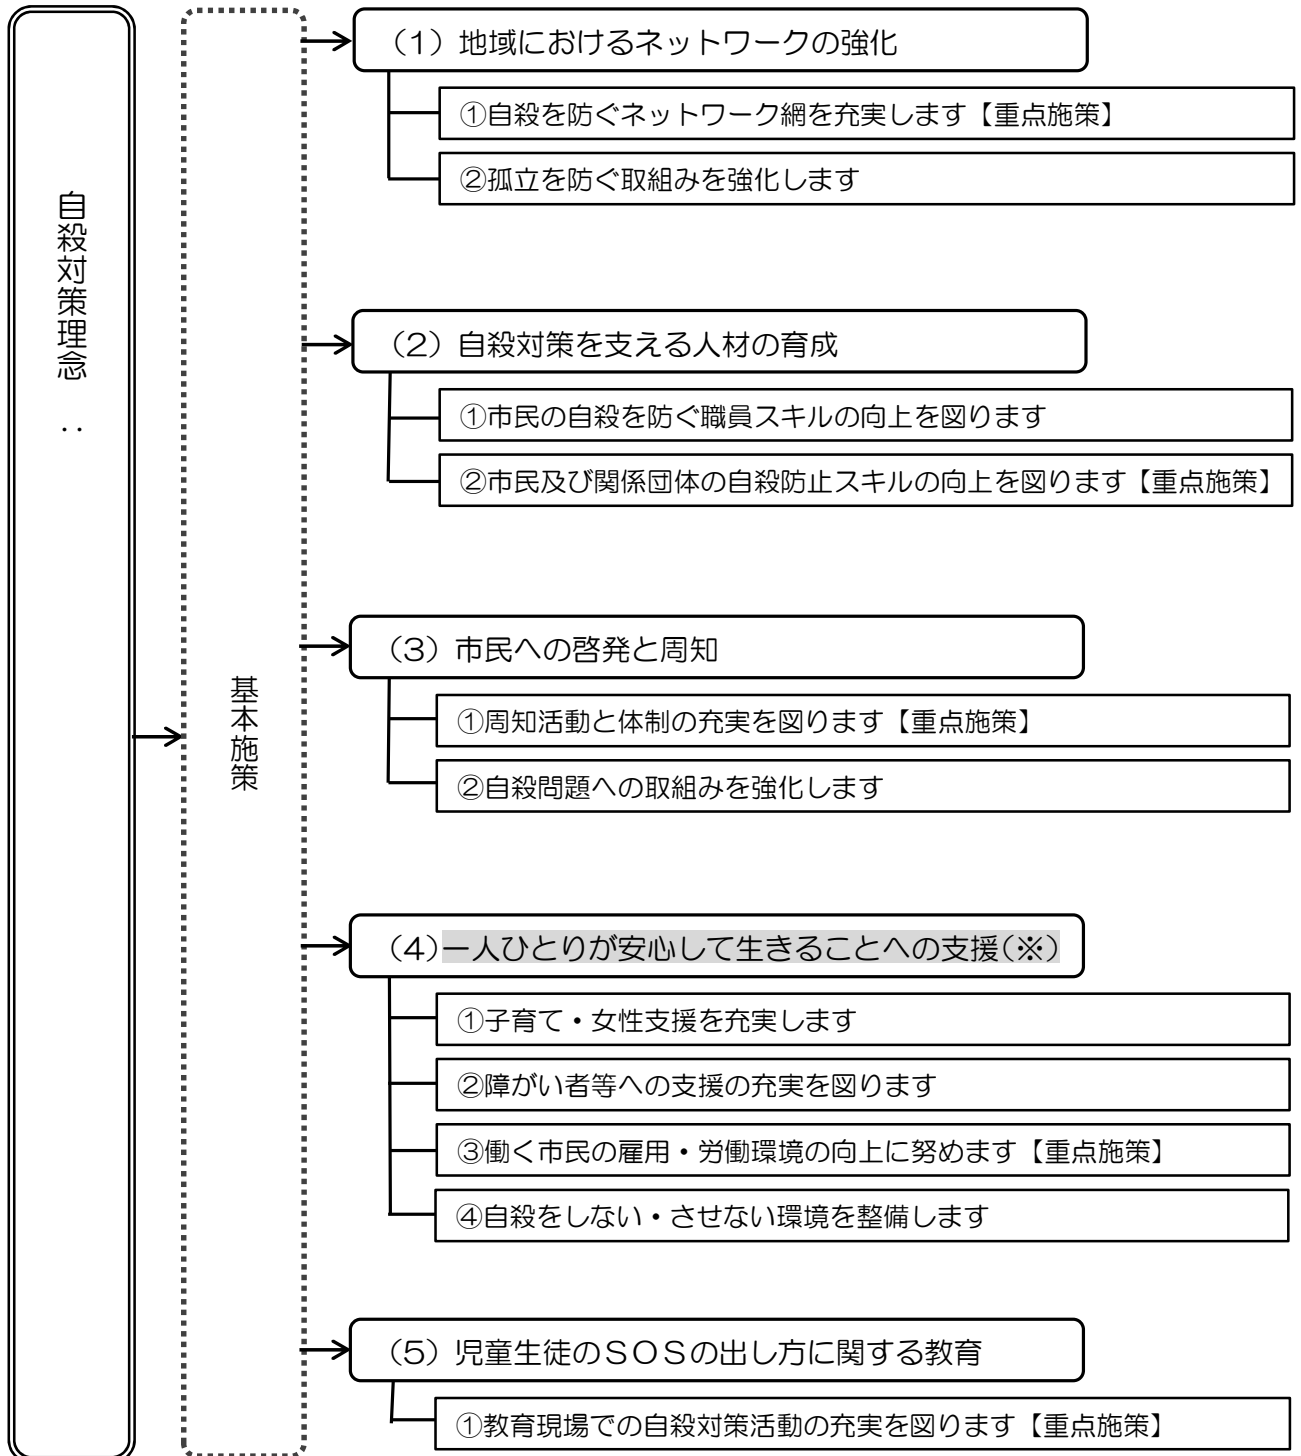 自殺対策理念 ：
基本施策
（1）地域におけるネットワークの強化
①自殺を防ぐネットワーク網を充実します【重点施策】
②孤立を防ぐ取組みを強化します
（2）自殺対策を支える人材の育成
①市民の自殺を防ぐ職員スキルの向上を図ります
②市民及び関係団体の自殺防止スキルの向上を図ります【重点施策】
（3）市民への啓発と周知
①周知活動と体制の充実を図ります【重点施策】
②自殺問題への取組みを強化します
（4）一人ひとりが安心して生きることへの支援（※）
①子育て・女性支援を充実します
②障がい者等への支援の充実を図ります
③働く市民の雇用・労働環境の向上に努めます【重点施策】
④自殺をしない・させない環境を整備します
（5）児童生徒のＳＯＳの出し方に関する教育
①教育現場での自殺対策活動の充実を図ります【重点施策】